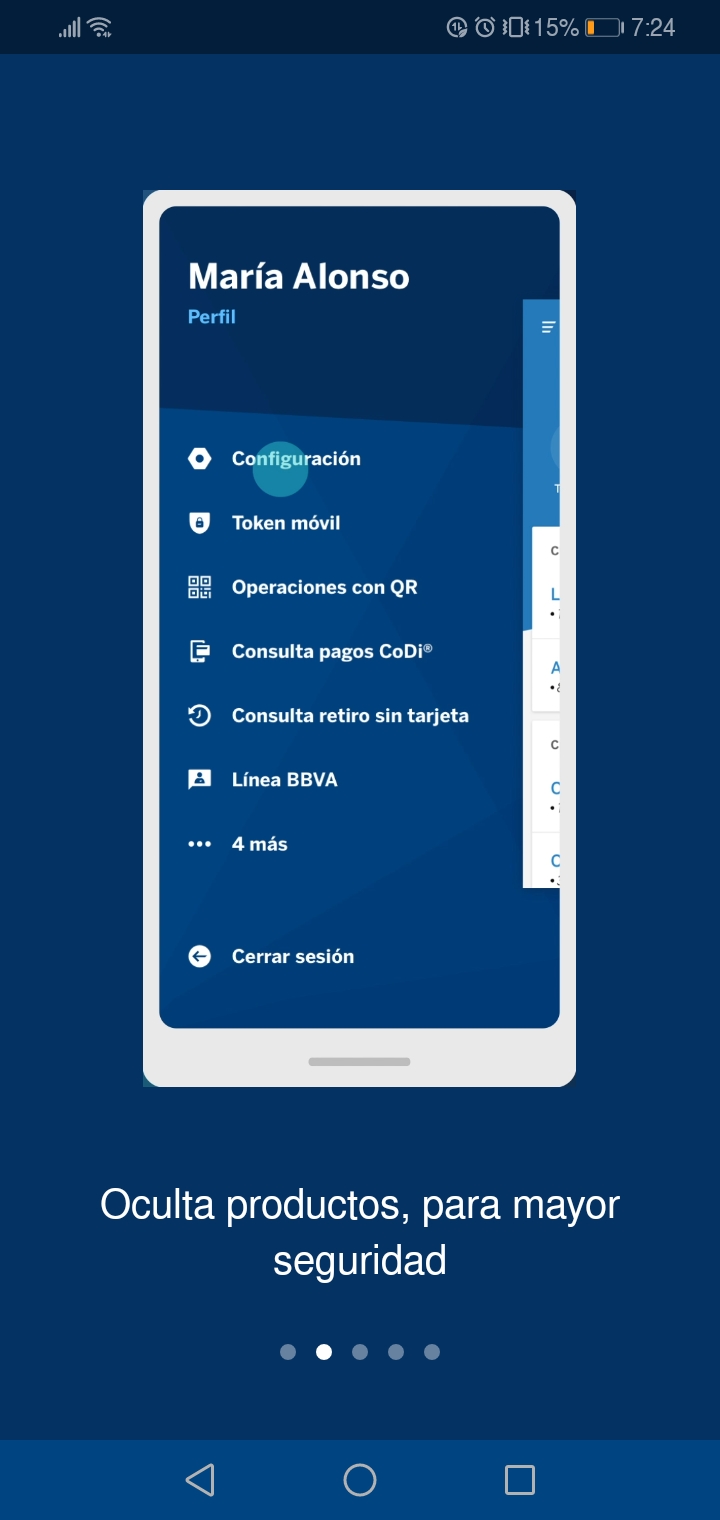 15% 7:24
María Alonso
Perfil
Configuración
Token móvil
Operaciones con QR
Consulta pagos CoDi®
Consulta retiro sin tarjeta
Línea BBVA
4 más
Cerrar sesión
T
C
L
A
C
C
C
Oculta productos, para mayor
seguridad